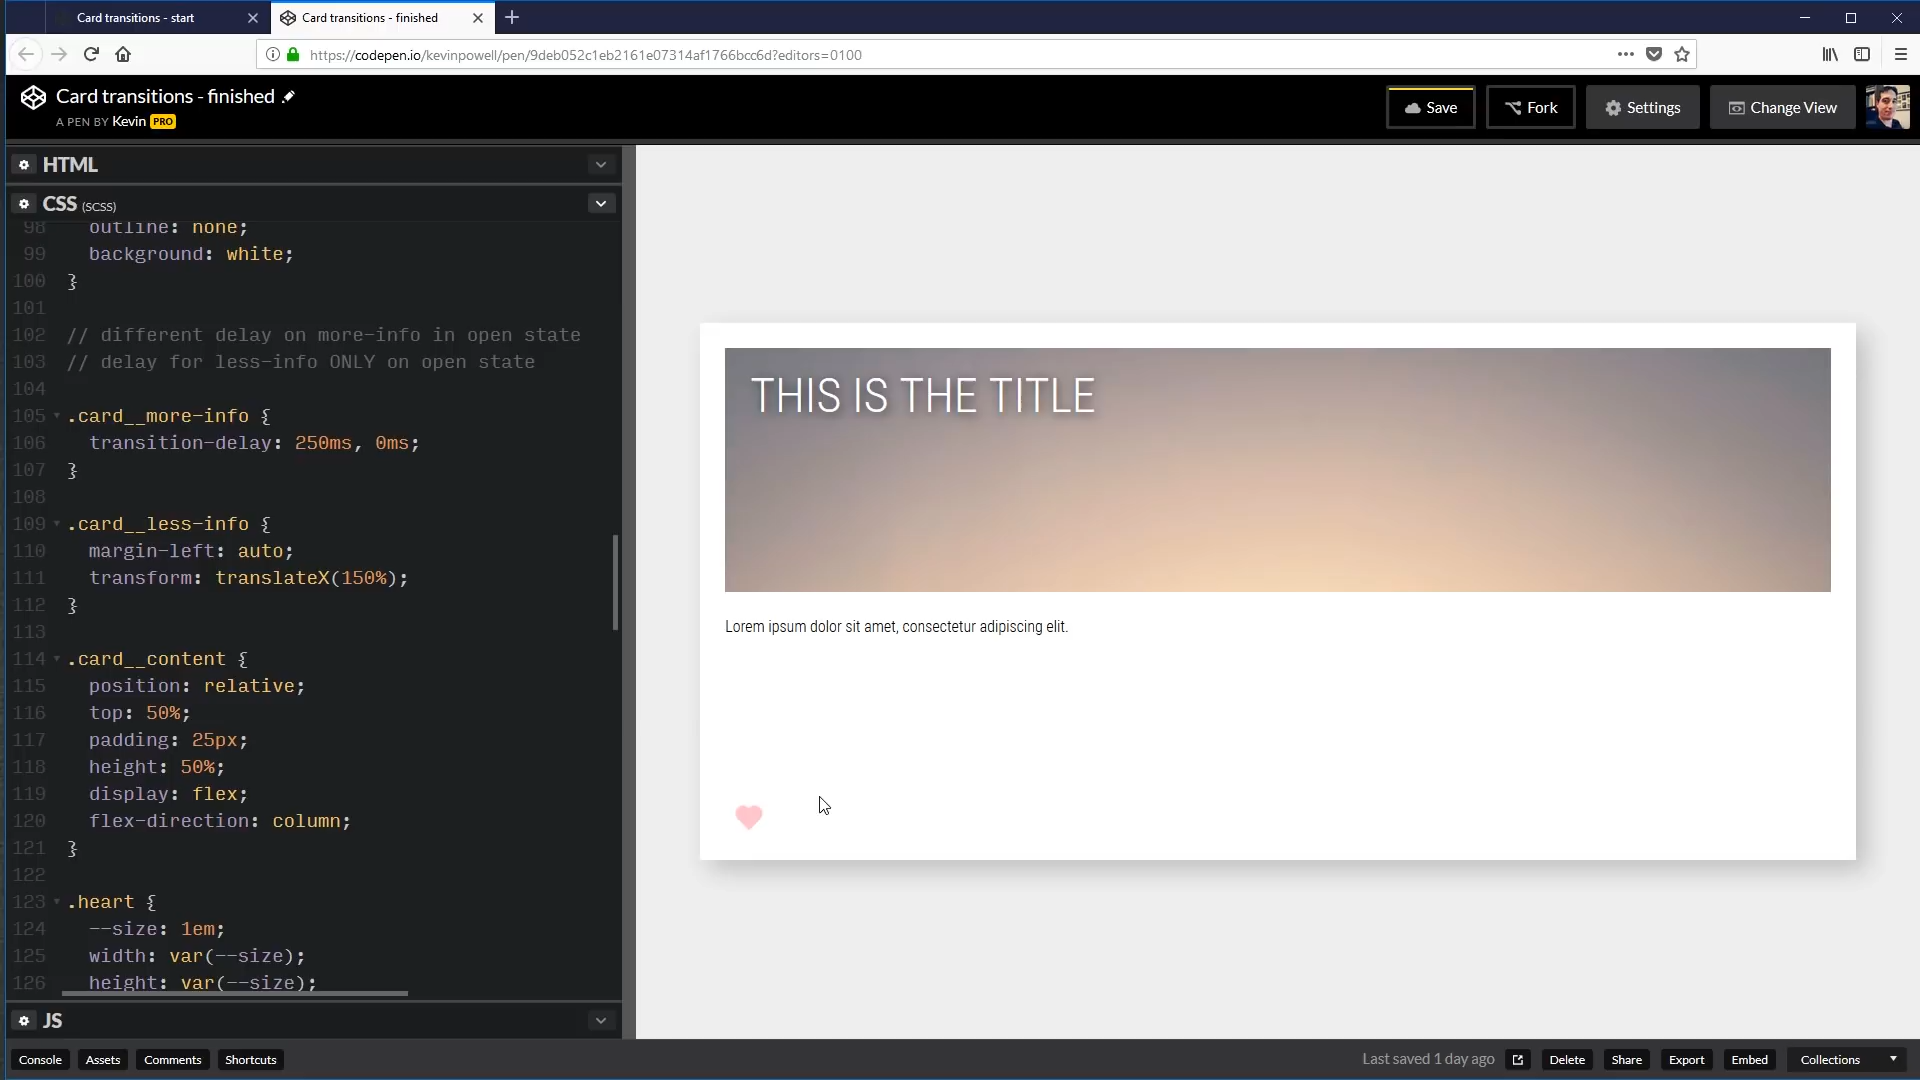 Card transitions - start
Card transitions - finished
https://codepen.io/kevinpowell/pen/9deb052c1eb2161e07314af1766bcc6d?editors=0100
Card transitions - finished
A PEN BY Kevin PRO
Save
Fork
Settings
Change View
HTML
CSS (SCSS)
98 outline: none;
99 background: white;
100 }
101
102 // different delay on more-info in open state
103 // delay for less-info ONLY on open state
104
105 .card__more-info {
106 transition-delay: 250ms, 0ms;
107 }
108
109 .card__less-info {
110 margin-left: auto;
111 transform: translateX(150%);
112 }
113
114 .card__content {
115 position: relative;
116 top: 50%;
117 padding: 25px;
118 height: 50%;
119 display: flex;
120 flex-direction: column;
121 }
122
123 .heart {
124 --size: 1em;
125 width: var(--size);
126 height: var(--size);
JS
THIS IS THE TITLE
Lorem ipsum dolor sit amet, consectetur adipiscing elit.
Console
Assets
Comments
Shortcuts
Last saved 1 day ago
Delete
Share
Export
Embed
Collections